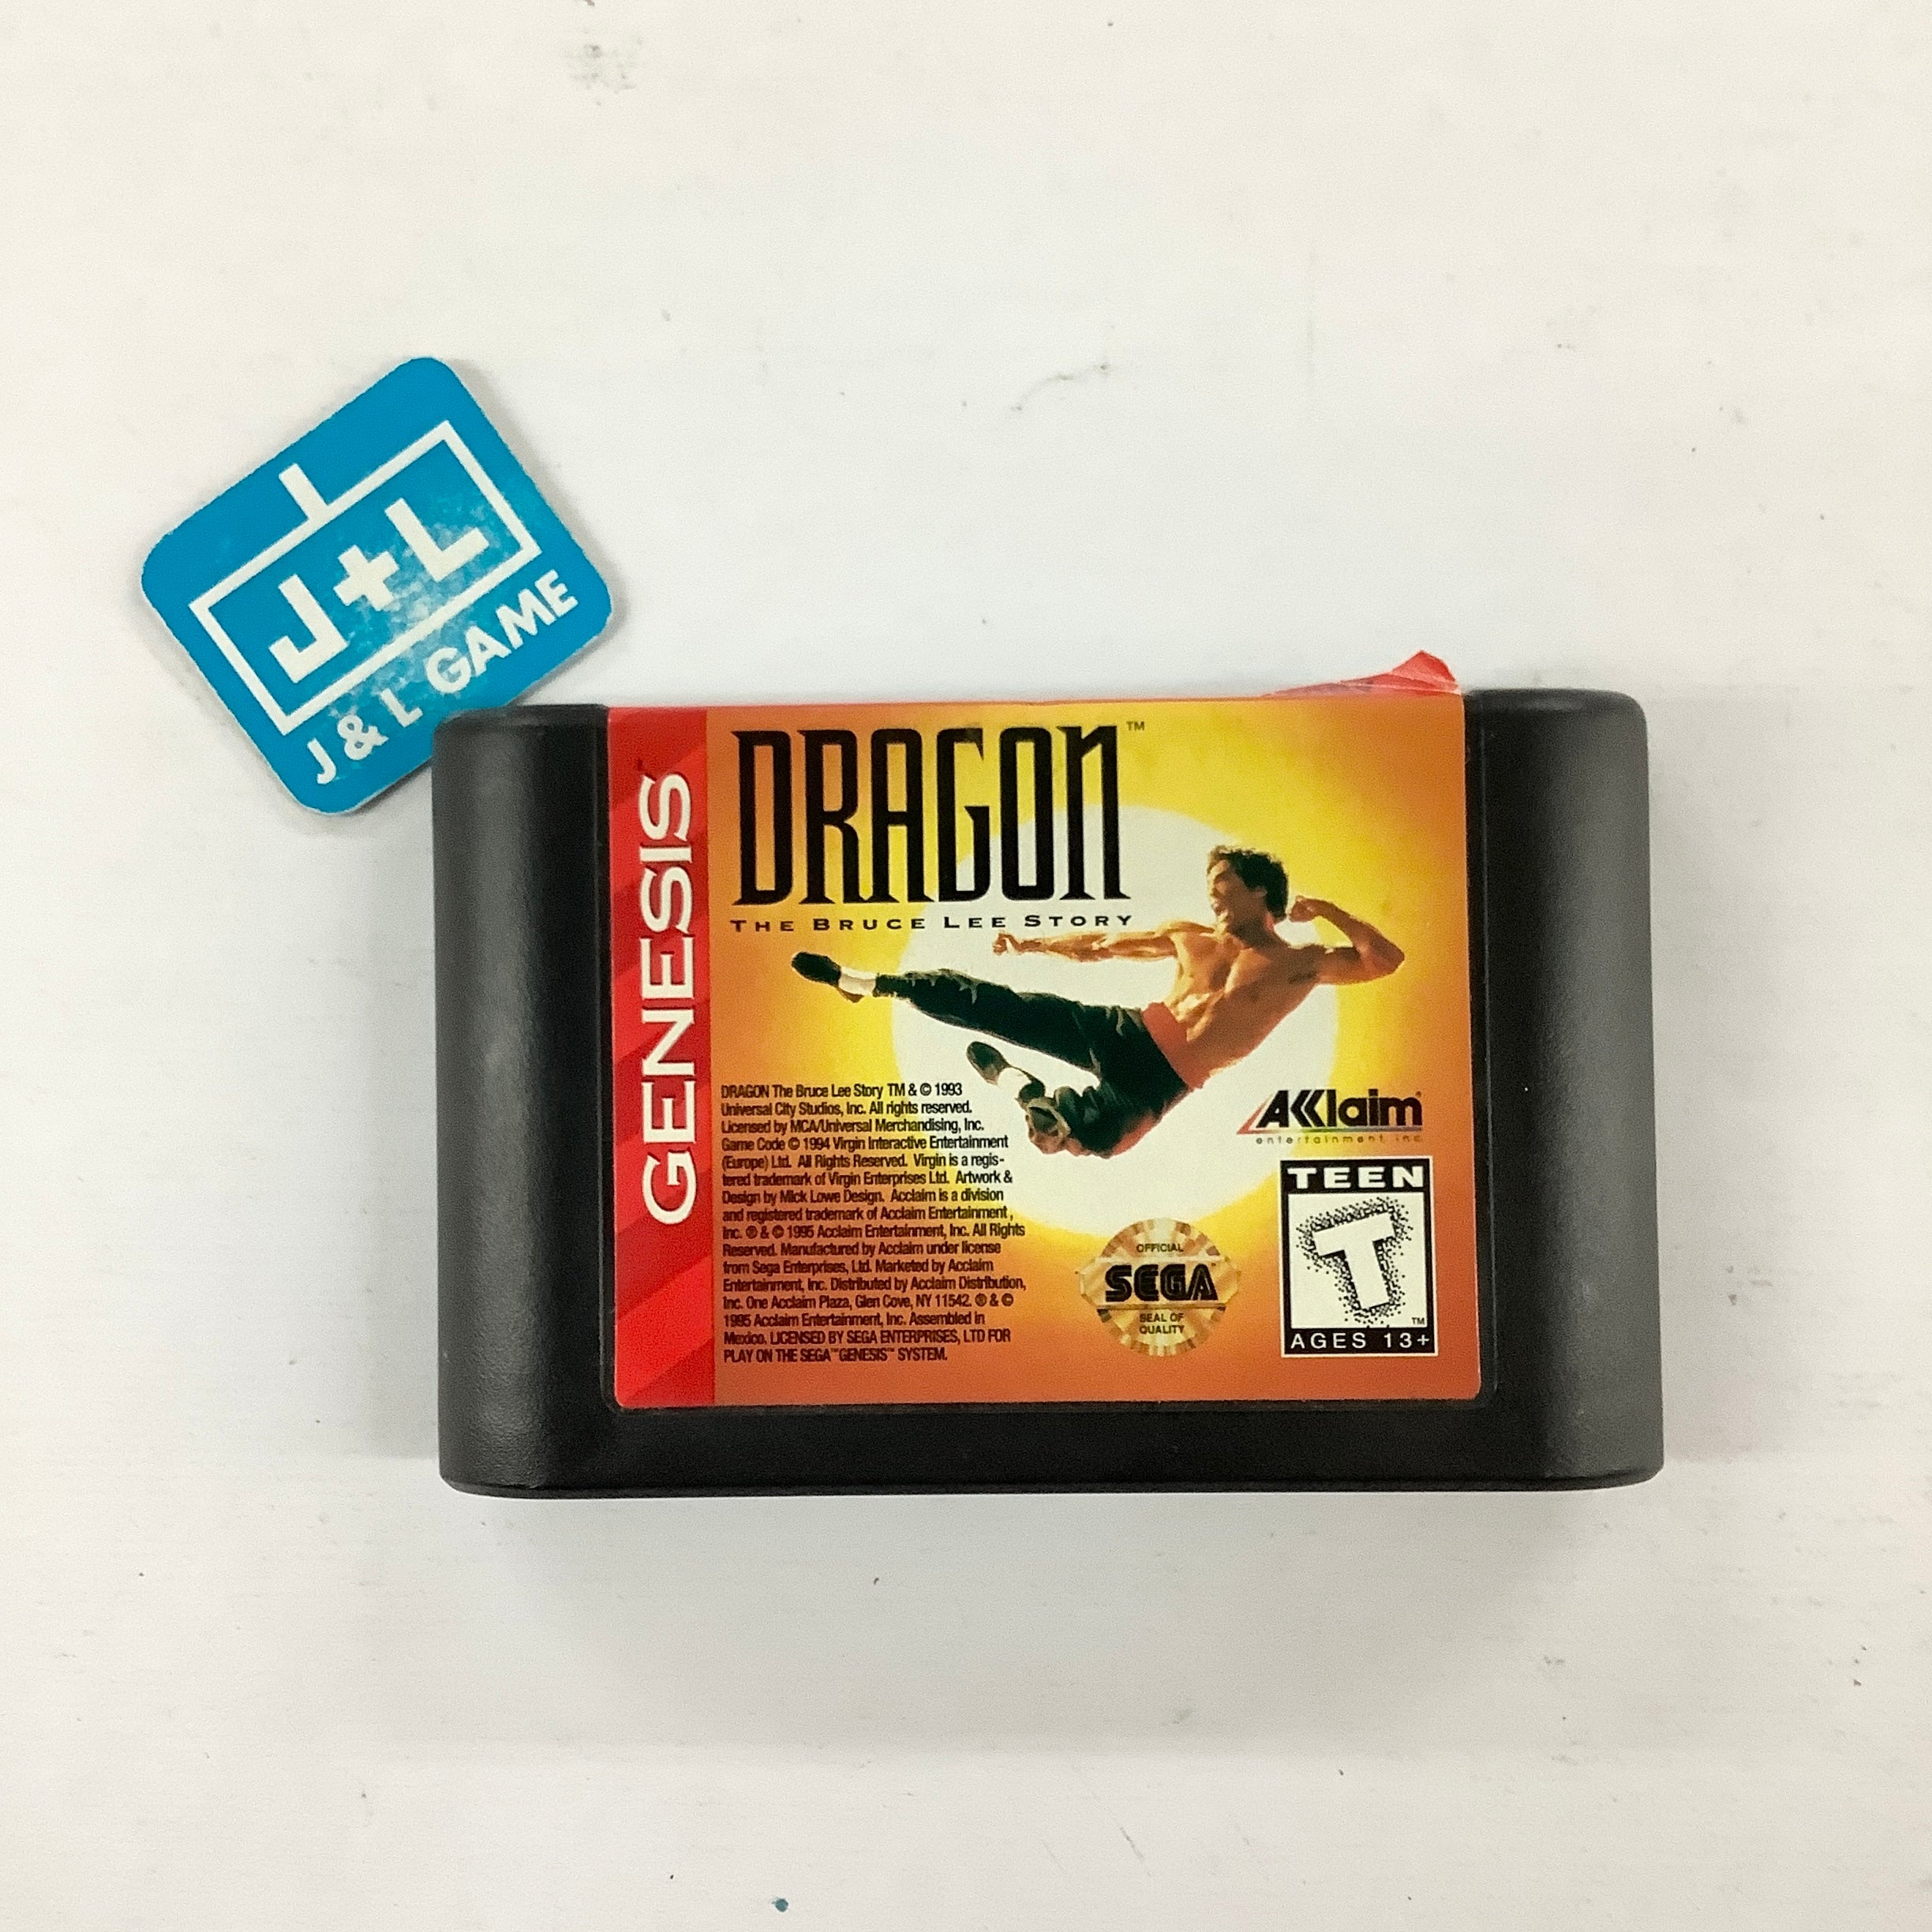 J+L
J & L GAME
GENESIS
DRAGON™
THE BRUCE LEE STORY
DRAGON The Bruce Lee Story TM & © 1993
Universal City Studios, Inc. All rights reserved.
Licensed by MCA/Universal Merchandising, Inc.
Game Code © 1994 Virgin Interactive Entertainment
(Europe) Ltd. All Rights Reserved. Virgin is a regis-
tered trademark of Virgin Enterprises Ltd. Artwork &
Design by Mick Lowe Design. Acclaim is a division
and registered trademark of Acclaim Entertainment,
Inc. ® & © 1995 Acclaim Entertainment, Inc. All Rights
Reserved. Manufactured by Acclaim under license
from Sega Enterprises, Ltd. Marketed by Acclaim
Entertainment, Inc. Distributed by Acclaim Distribution,
Inc. One Acclaim Plaza, Glen Cove, NY 11542. ® & ©
1995 Acclaim Entertainment, Inc. Assembled in
Mexico. LICENSED BY SEGA ENTERPRISES, LTD FOR
PLAY ON THE SEGA™ GENESIS™ SYSTEM.
AKKlaim®
entertainment, inc.
OFFICIAL
SEGA™
SEAL OF
QUALITY
TEEN
T™
AGES 13+